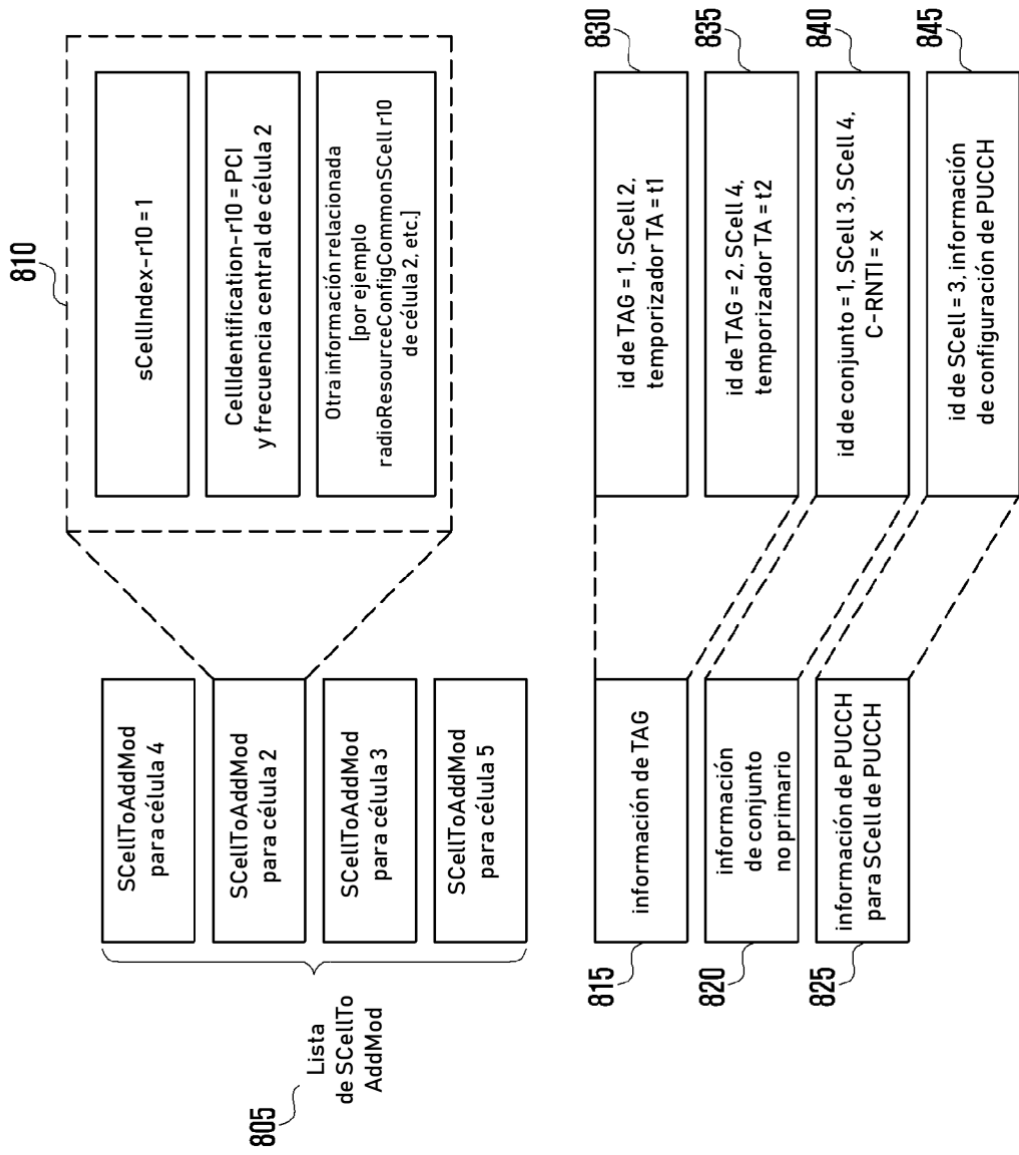 805
Lista
de SCellTo
AddMod
SCellToAddMod
para célula 4
SCellToAddMod
para célula 2
SCellToAddMod
para célula 3
SCellToAddMod
para célula 5
810
sCellIndex-r10 = 1
CellIdentification-r10 = PCI
y frecuencia central de célula 2
Otra información relacionada
[por ejemplo
radioResourceConfigCommonSCell r10
de célula 2, etc.]
815
información de TAG
820
información
de conjunto
no primario
825
información de PUCCH
para SCell de PUCCH
830
id de TAG = 1, SCell 2,
temporizador TA = t1
835
id de TAG = 2, SCell 4,
temporizador TA = t2
840
id de conjunto = 1, SCell 3, SCell 4,
C-RNTI = x
845
id de SCell = 3, información
de configuración de PUCCH